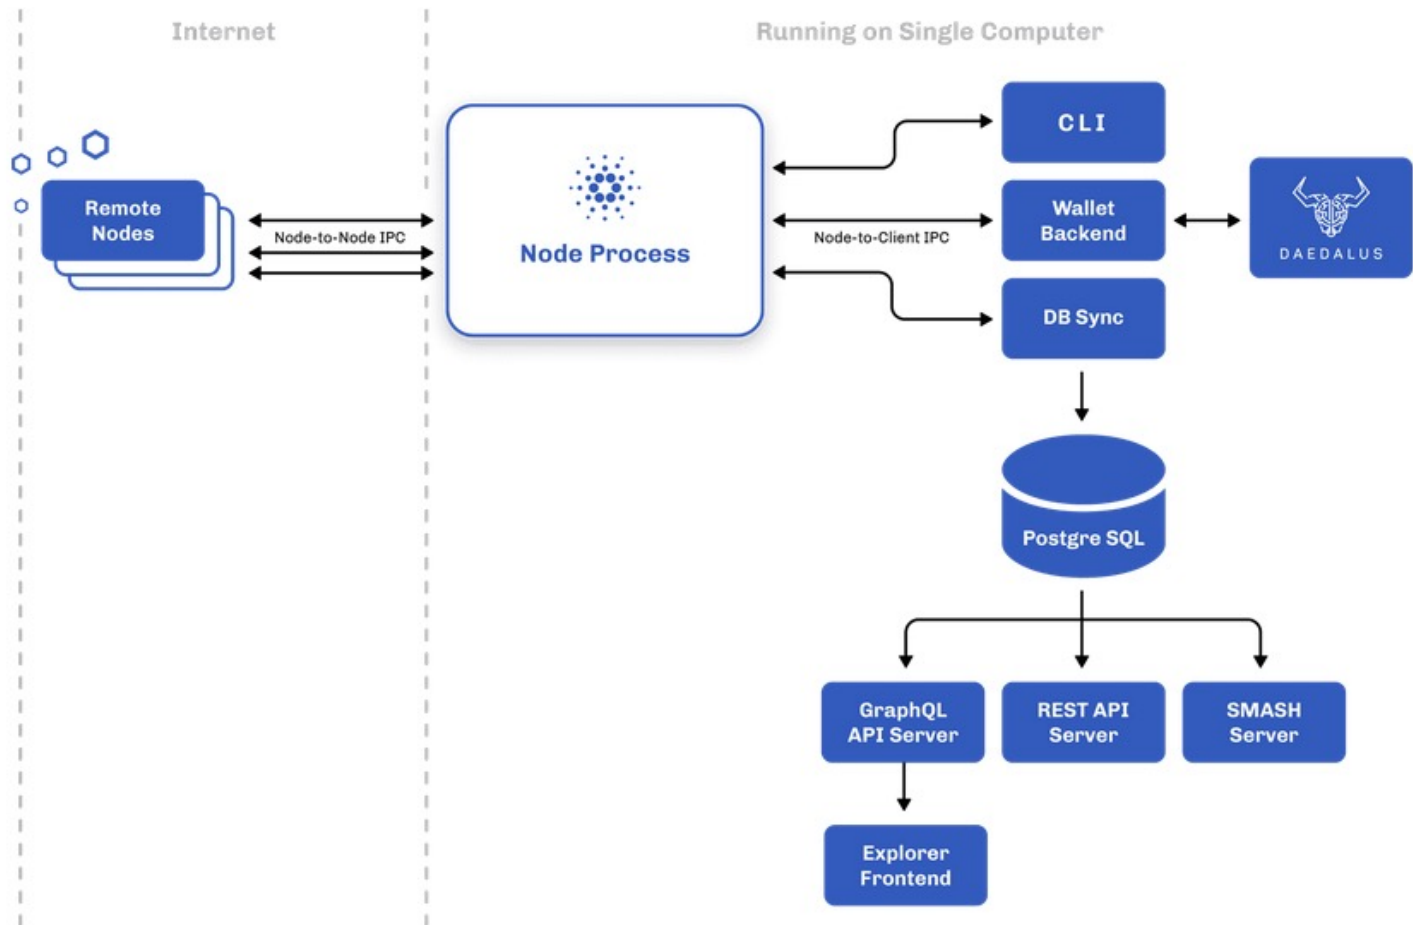 Internet
Running on Single Computer
CLI
Remote
Nodes
Node-to-Node IPC
Node Process
Node-to-Client IPC
Wallet
Backend
DAEDALUS
DB Sync
Postgre SQL
GraphQL
API Server
REST API
Server
SMASH
Server
Explorer
Frontend